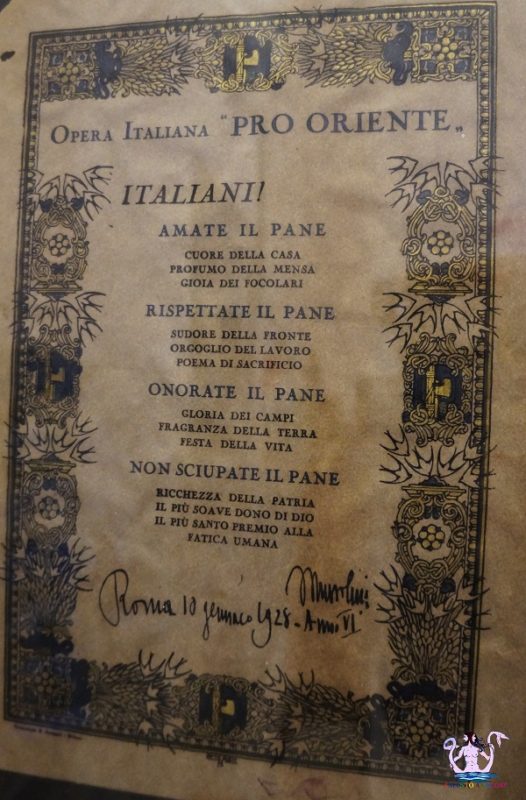 OPERA ITALIANA "PRO ORIENTE„
ITALIANI!
AMATE IL PANE
CUORE DELLA CASA
PROFUMO DELLA MENSA
GIOIA DEI FOCOLARI
RISPETTATE IL PANE
SUDORE DELLA FRONTE
ORGOGLIO DEL LAVORO
POEMA DI SACRIFICIO
ONORATE IL PANE
GLORIA DEI CAMPI
FRAGRANZA DELLA TERRA
FESTA DELLA VITA
NON SCIUPATE IL PANE
RICCHEZZA DELLA PATRIA
IL PIÙ SOAVE DONO DI DIO
IL PIÙ SANTO PREMIO ALLA
FATICA UMANA
Mussolini
Roma 10 gennaio 1928 - Anno VI